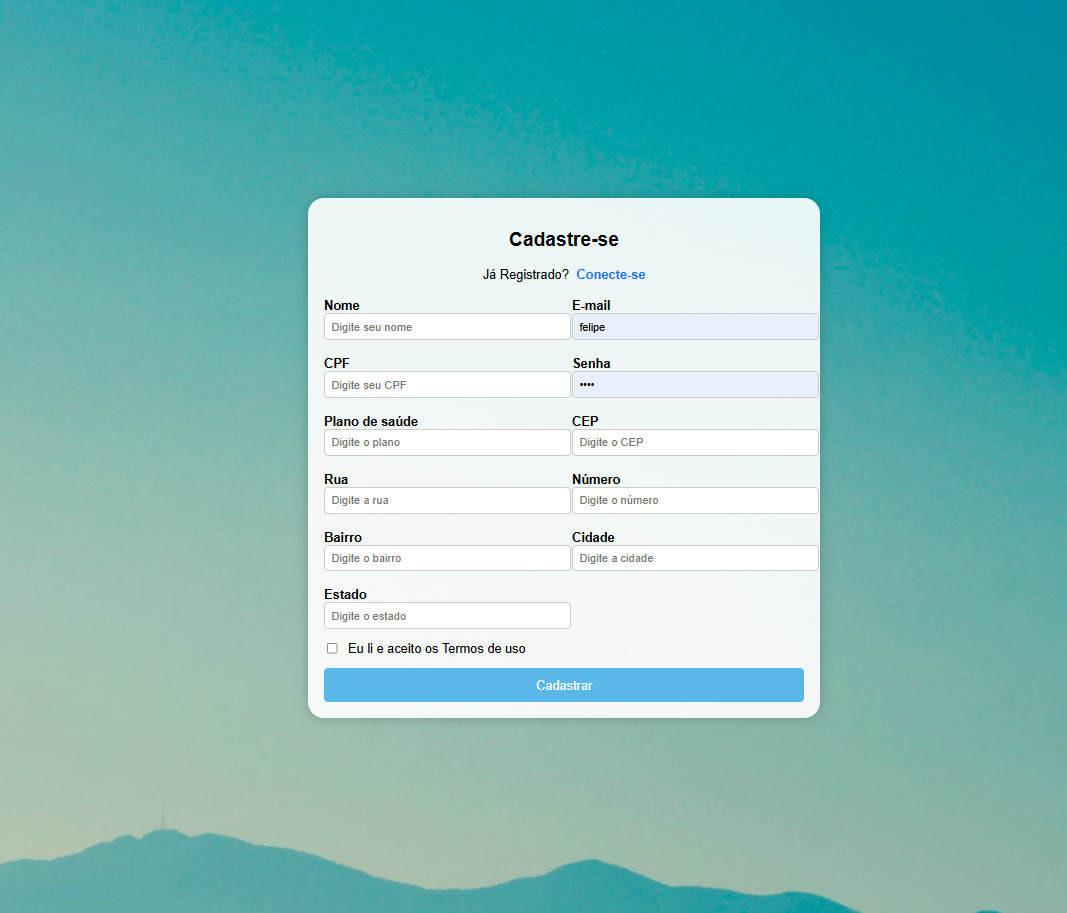 Cadastre-se
Já Registrado? Conecte-se
Nome
Digite seu nome
E-mail
felipe
CPF
Digite seu CPF
Senha
••••
Plano de saúde
Digite o plano
CEP
Digite o CEP
Rua
Digite a rua
Número
Digite o número
Bairro
Digite o bairro
Cidade
Digite a cidade
Estado
Digite o estado
Eu li e aceito os Termos de uso
Cadastrar